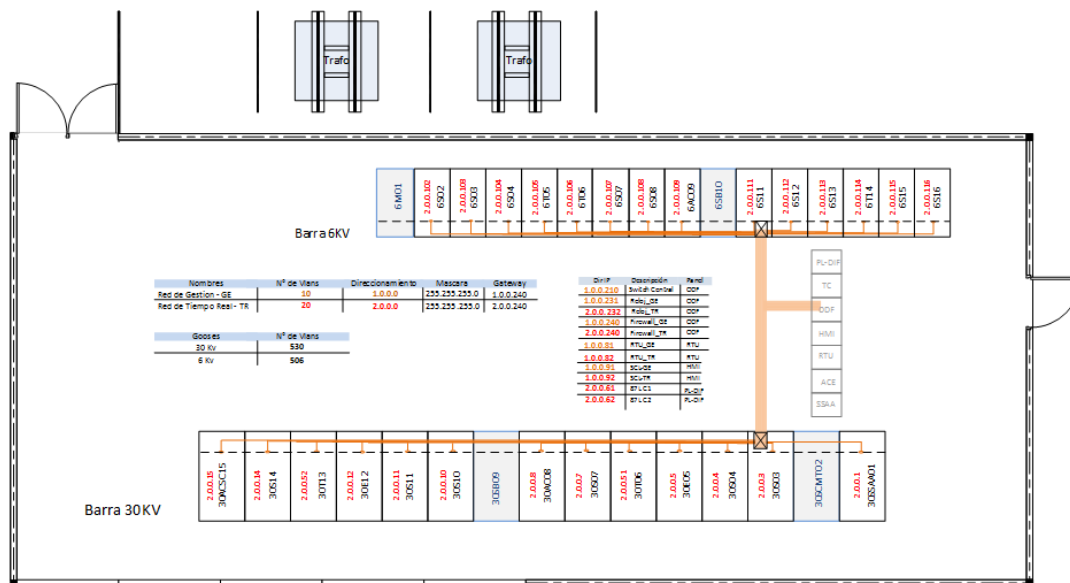 Trafo
Trafo
6M01
2.0.0.102
6S02
2.0.0.103
6S03
2.0.0.104
6S04
2.0.0.105
6T05
2.0.0.106
6T06
2.0.0.107
6S07
2.0.0.108
6S08
2.0.0.109
6AC09
6SB10
2.0.0.111
6S11
2.0.0.112
6S12
2.0.0.113
6S13
2.0.0.114
6T14
2.0.0.115
6S15
2.0.0.116
6S16
Barra 6KV
PL-DIF
TC
ODF
HMI
RTU
ACE
SSAA
Nombres N° de Vlans Direccionamiento Mascara Gateway
Red de Gestion - GE 10 1.0.0.0 255.255.255.0 1.0.0.240
Red de Tiempo Real - TR 20 2.0.0.0 255.255.255.0 2.0.0.240
Gooses N° de Vlans
30 Kv 530
6 Kv 506
Dir IP Descripción Panel
1.0.0.210 Switch Control ODF
1.0.0.231 Reloj_GE ODF
2.0.0.232 Reloj_TR ODF
1.0.0.240 Firewall_GE ODF
2.0.0.240 Firewall_TR ODF
1.0.0.81 RTU_GE RTU
1.0.0.82 RTU_TR RTU
1.0.0.91 SCL-GE HMI
1.0.0.92 SCL-TR HMI
2.0.0.61 87LC1 PL-DIF
2.0.0.62 87LC2 PL-DIF
2.0.0.15
30ACSC15
2.0.0.14
30S14
2.0.0.52
30T13
2.0.0.12
30E12
2.0.0.11
30S11
2.0.0.10
30S10
30SB09
2.0.0.8
30AC08
2.0.0.7
30S07
2.0.0.51
30T06
2.0.0.5
30E05
2.0.0.4
30S04
2.0.0.3
30S03
30BCMT02
2.0.0.1
30SSAA01
Barra 30KV